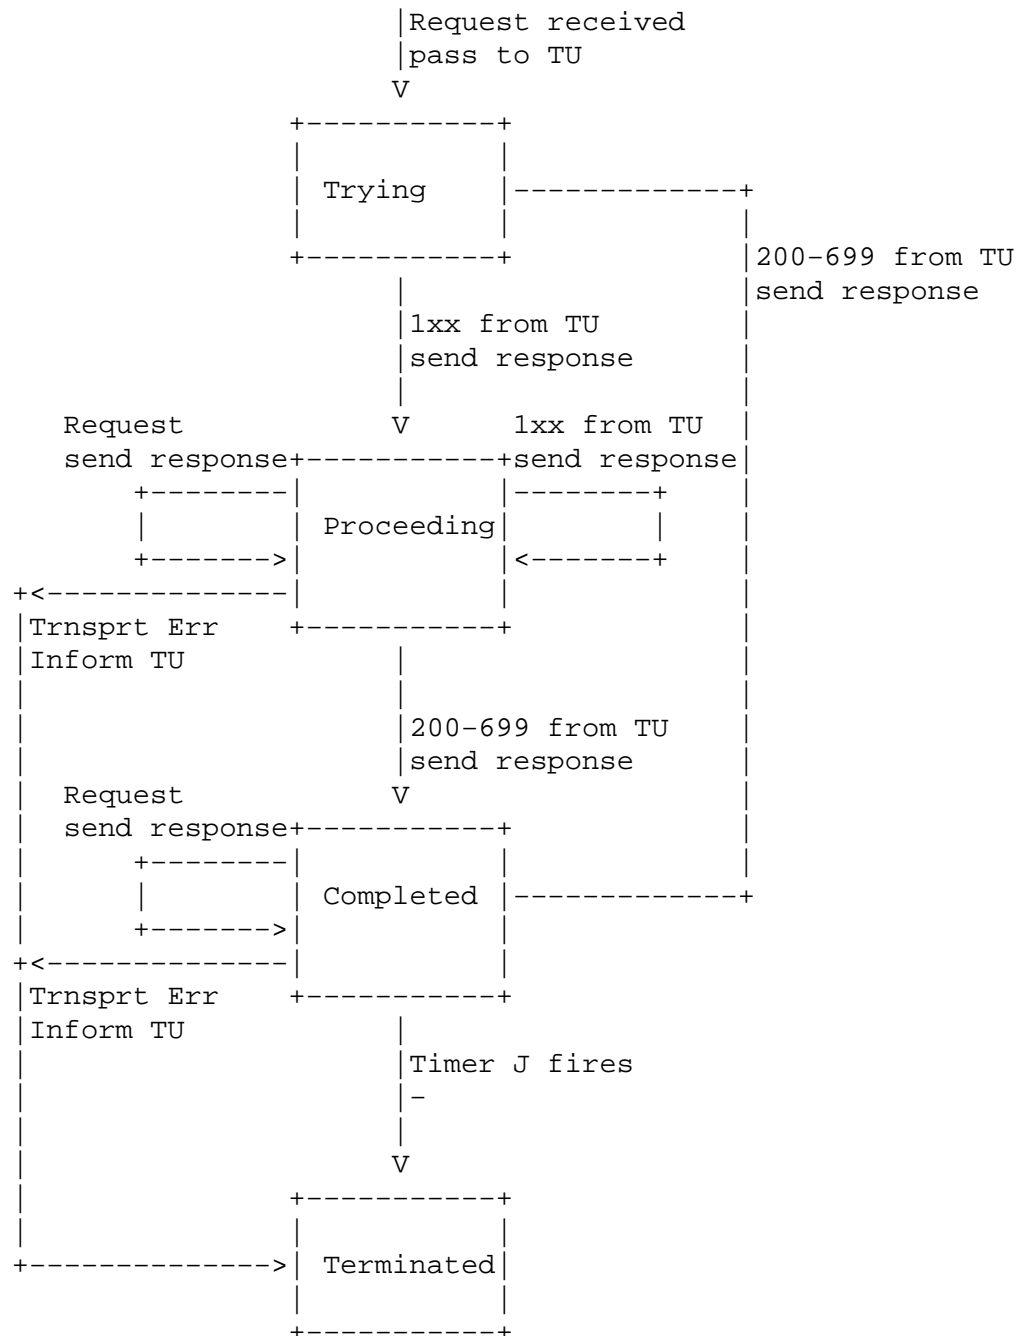 Request received
pass to TU
V
Trying
200-699 from TU
send response
1xx from TU
send response
Request
V
1xx from TU
send response
send response
Proceeding
Trnsprt Err
Inform TU
200-699 from TU
send response
Request
V
send response
Completed
Trnsprt Err
Inform TU
Timer J fires
-
V
Terminated